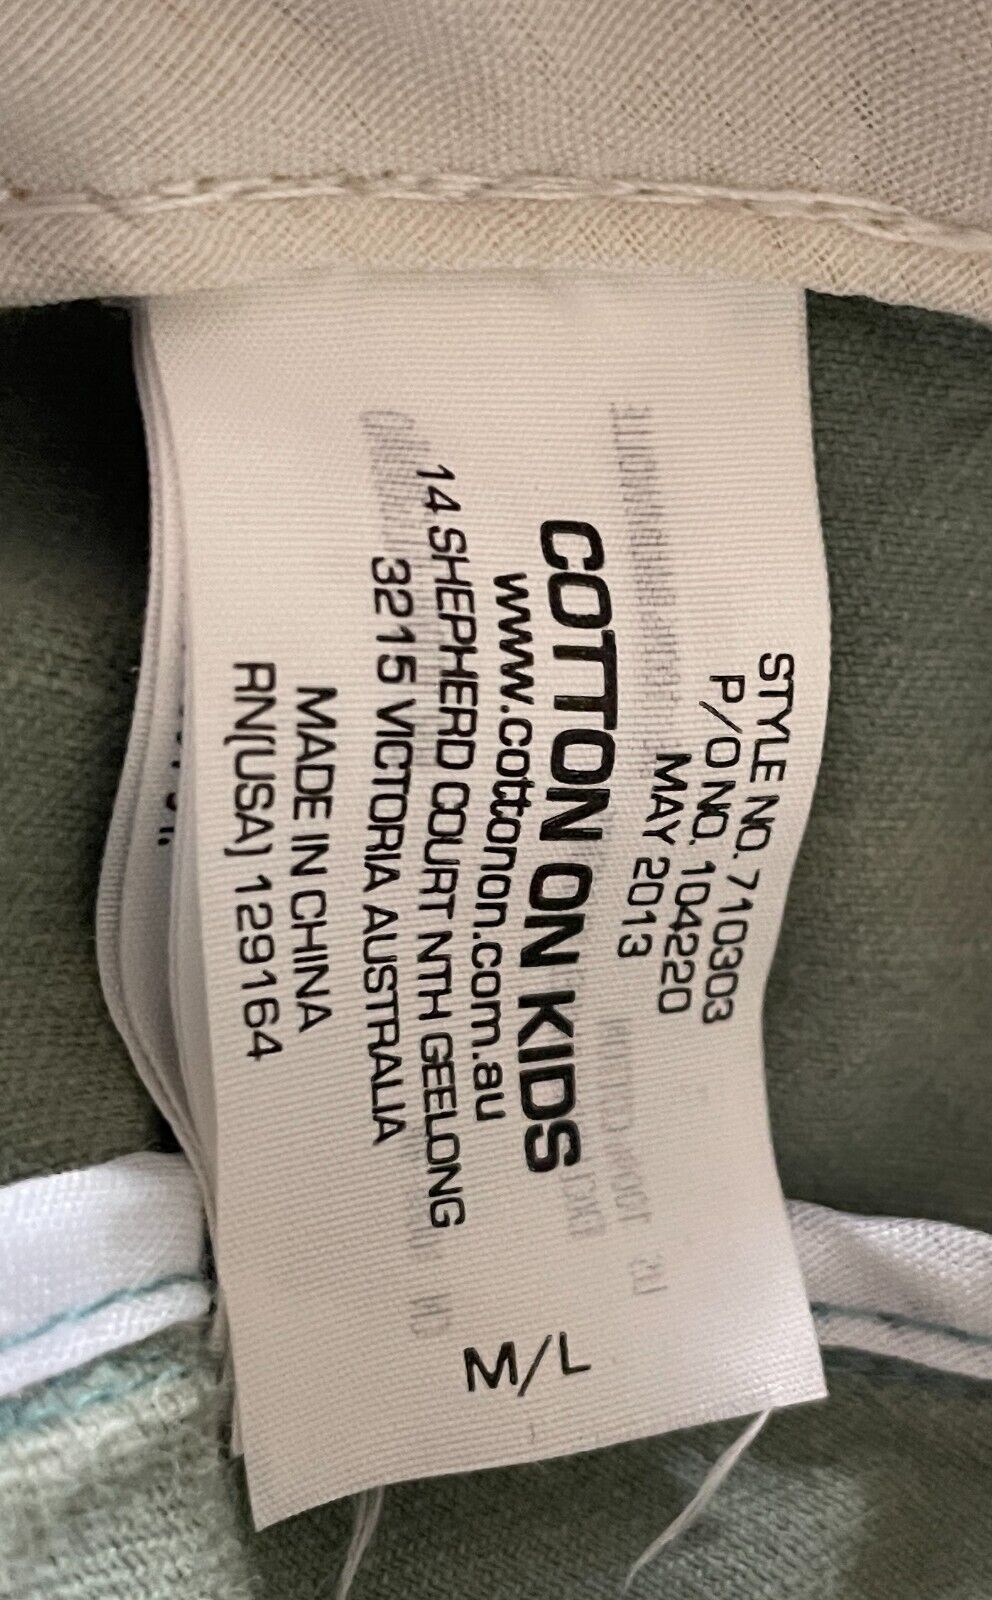 STYLE NO. 710303
P/O NO. 104220
MAY 2013
COTTON ON KIDS
www.cottonon.com.au
14 SHEPHERD COURT NTH GEELONG
3215 VICTORIA AUSTRALIA
MADE IN CHINA
RN(USA) 129164
M/L